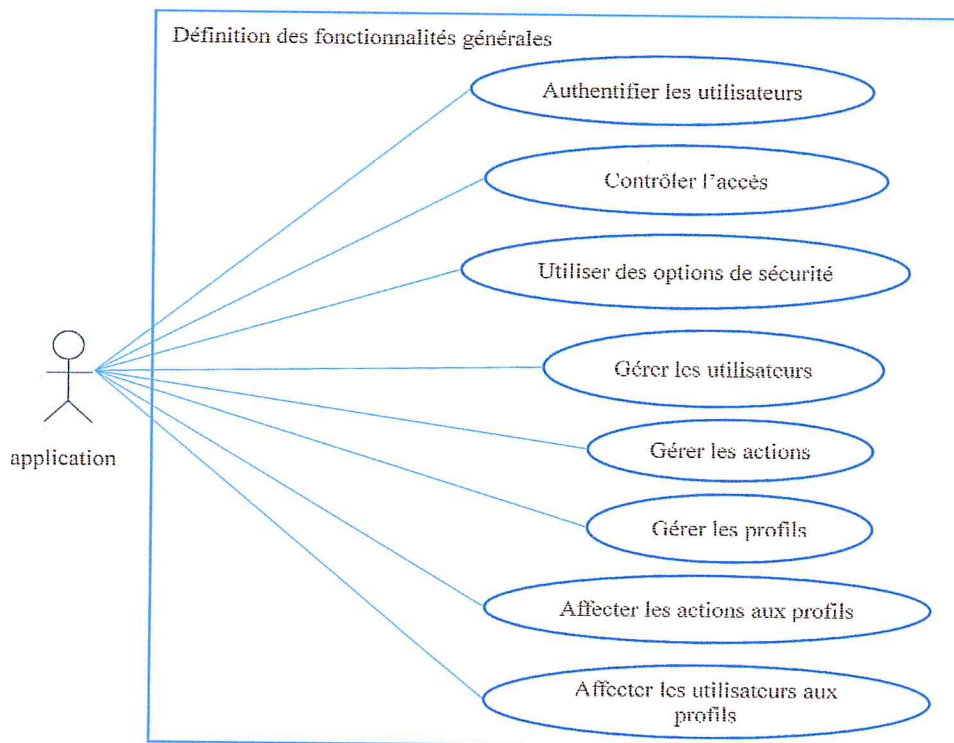 Définition des fonctionnalités générales
Authentifier les utilisateurs
Contrôler l'accès
Utiliser des options de sécurité
Gérer les utilisateurs
application
Gérer les actions
Gérer les profils
Affecter les actions aux profils
Affecter les utilisateurs aux
profils